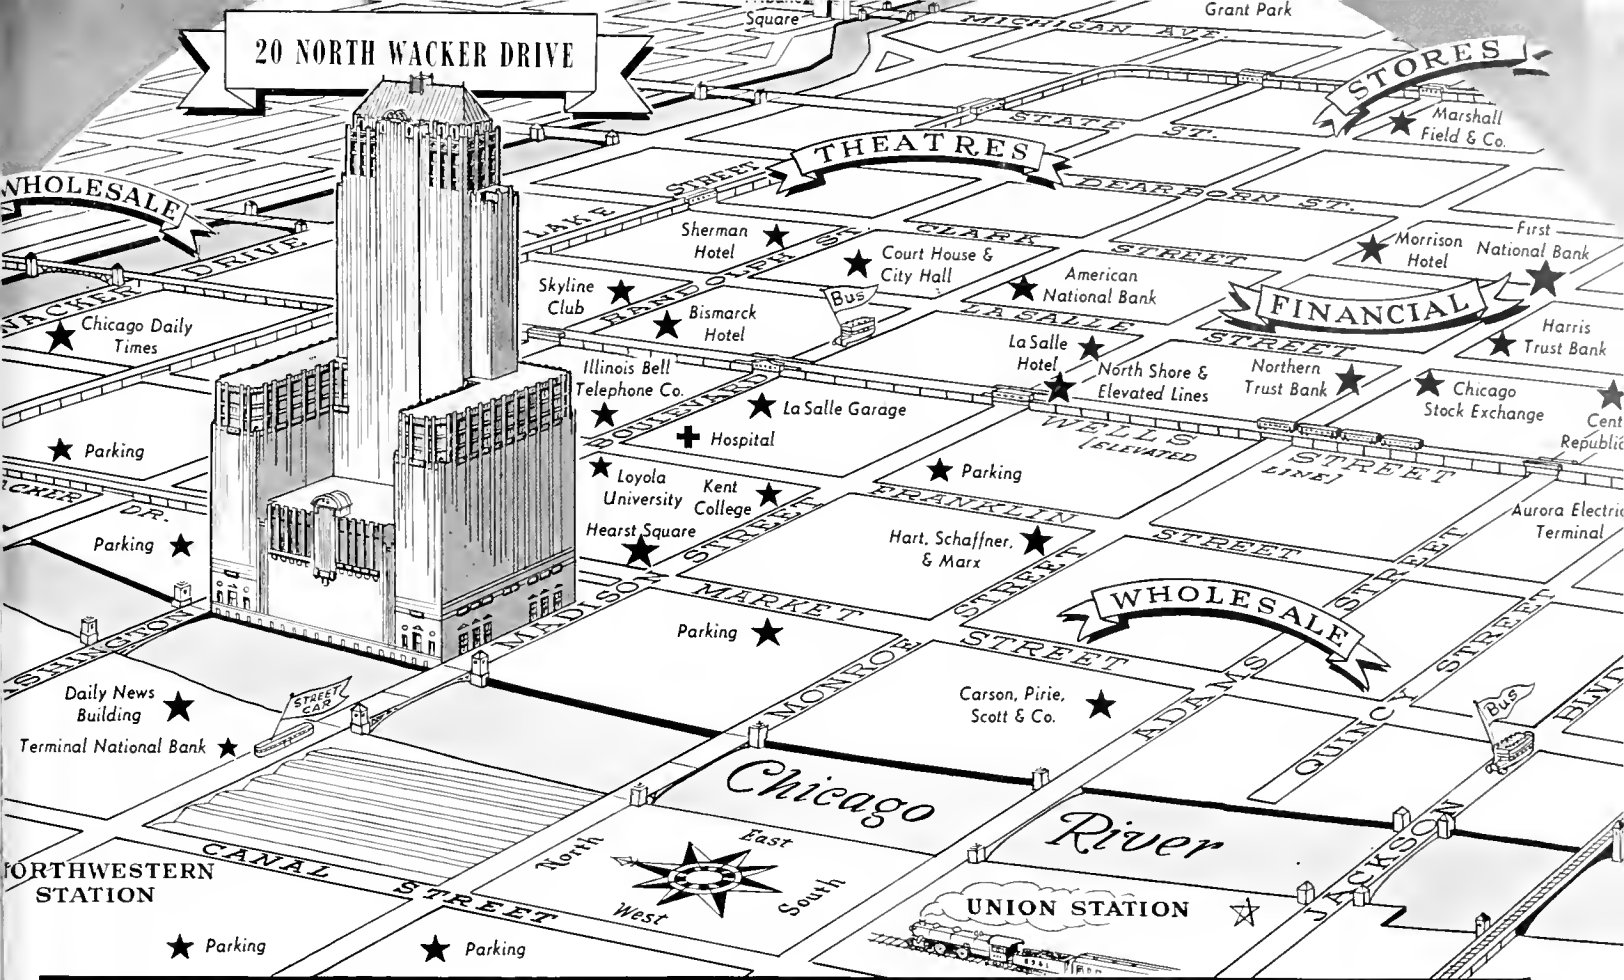 Square
Grant Park
MICHIGAN AVE.
20 NORTH WACKER DRIVE
STORES
Marshall
Field & Co.
STATE ST.
THEATRES
DEARBORN ST.
WHOLESALE
LAKE STREET
DRIVE
Sherman
Hotel
RANDOLPH ST.
CLARK STREET
Court House &
City Hall
Morrison
Hotel
First
National Bank
American
National Bank
Skyline
Club
Bus
FINANCIAL
WACKER
Chicago Daily
Times
Bismarck
Hotel
LA SALLE STREET
La Salle
Hotel
Harris
Trust Bank
Illinois Bell
Telephone Co.
North Shore &
Elevated Lines
Northern
Trust Bank
Chicago
Stock Exchange
Cent
Republic
La Salle Garage
BOULEVARD
Hospital
Parking
WELLS STREET
[ELEVATED LINE]
Loyola
University
Kent
College
Parking
FRANKLIN STREET
Aurora Electric
Terminal
DR.
Parking
Hearst Square
Hart, Schaffner,
& Marx
MADISON STREET
MARKET STREET
WHOLESALE
Parking
MONROE STREET
ADAMS STREET
QUINCY STREET
WASHINGTON
Daily News
Building
Terminal National Bank
STREET
CAR
Carson, Pirie,
Scott & Co.
Bus
BLVD
JACKSON
Chicago River
CANAL STREET
North
East
South
West
ORTHWESTERN
STATION
UNION STATION
Parking
Parking